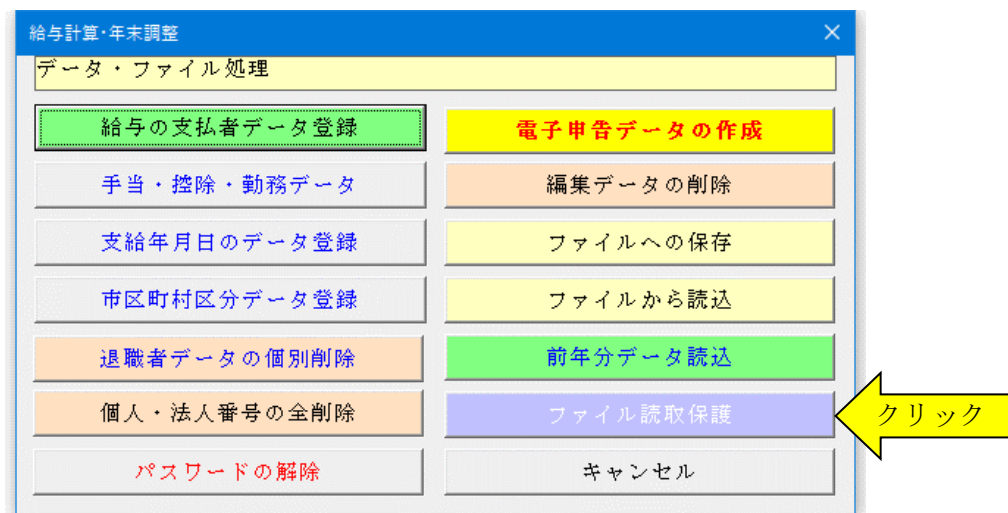 給与計算･年末調整
データ・ファイル処理
給与の支払者データ登録
電子申告データの作成
手当・控除・勤務データ
編集データの削除
支給年月日のデータ登録
ファイルへの保存
市区町村区分データ登録
ファイルから読込
退職者データの個別削除
前年分データ読込
個人・法人番号の全削除
ファイル読取保護
クリック
パスワードの解除
キャンセル